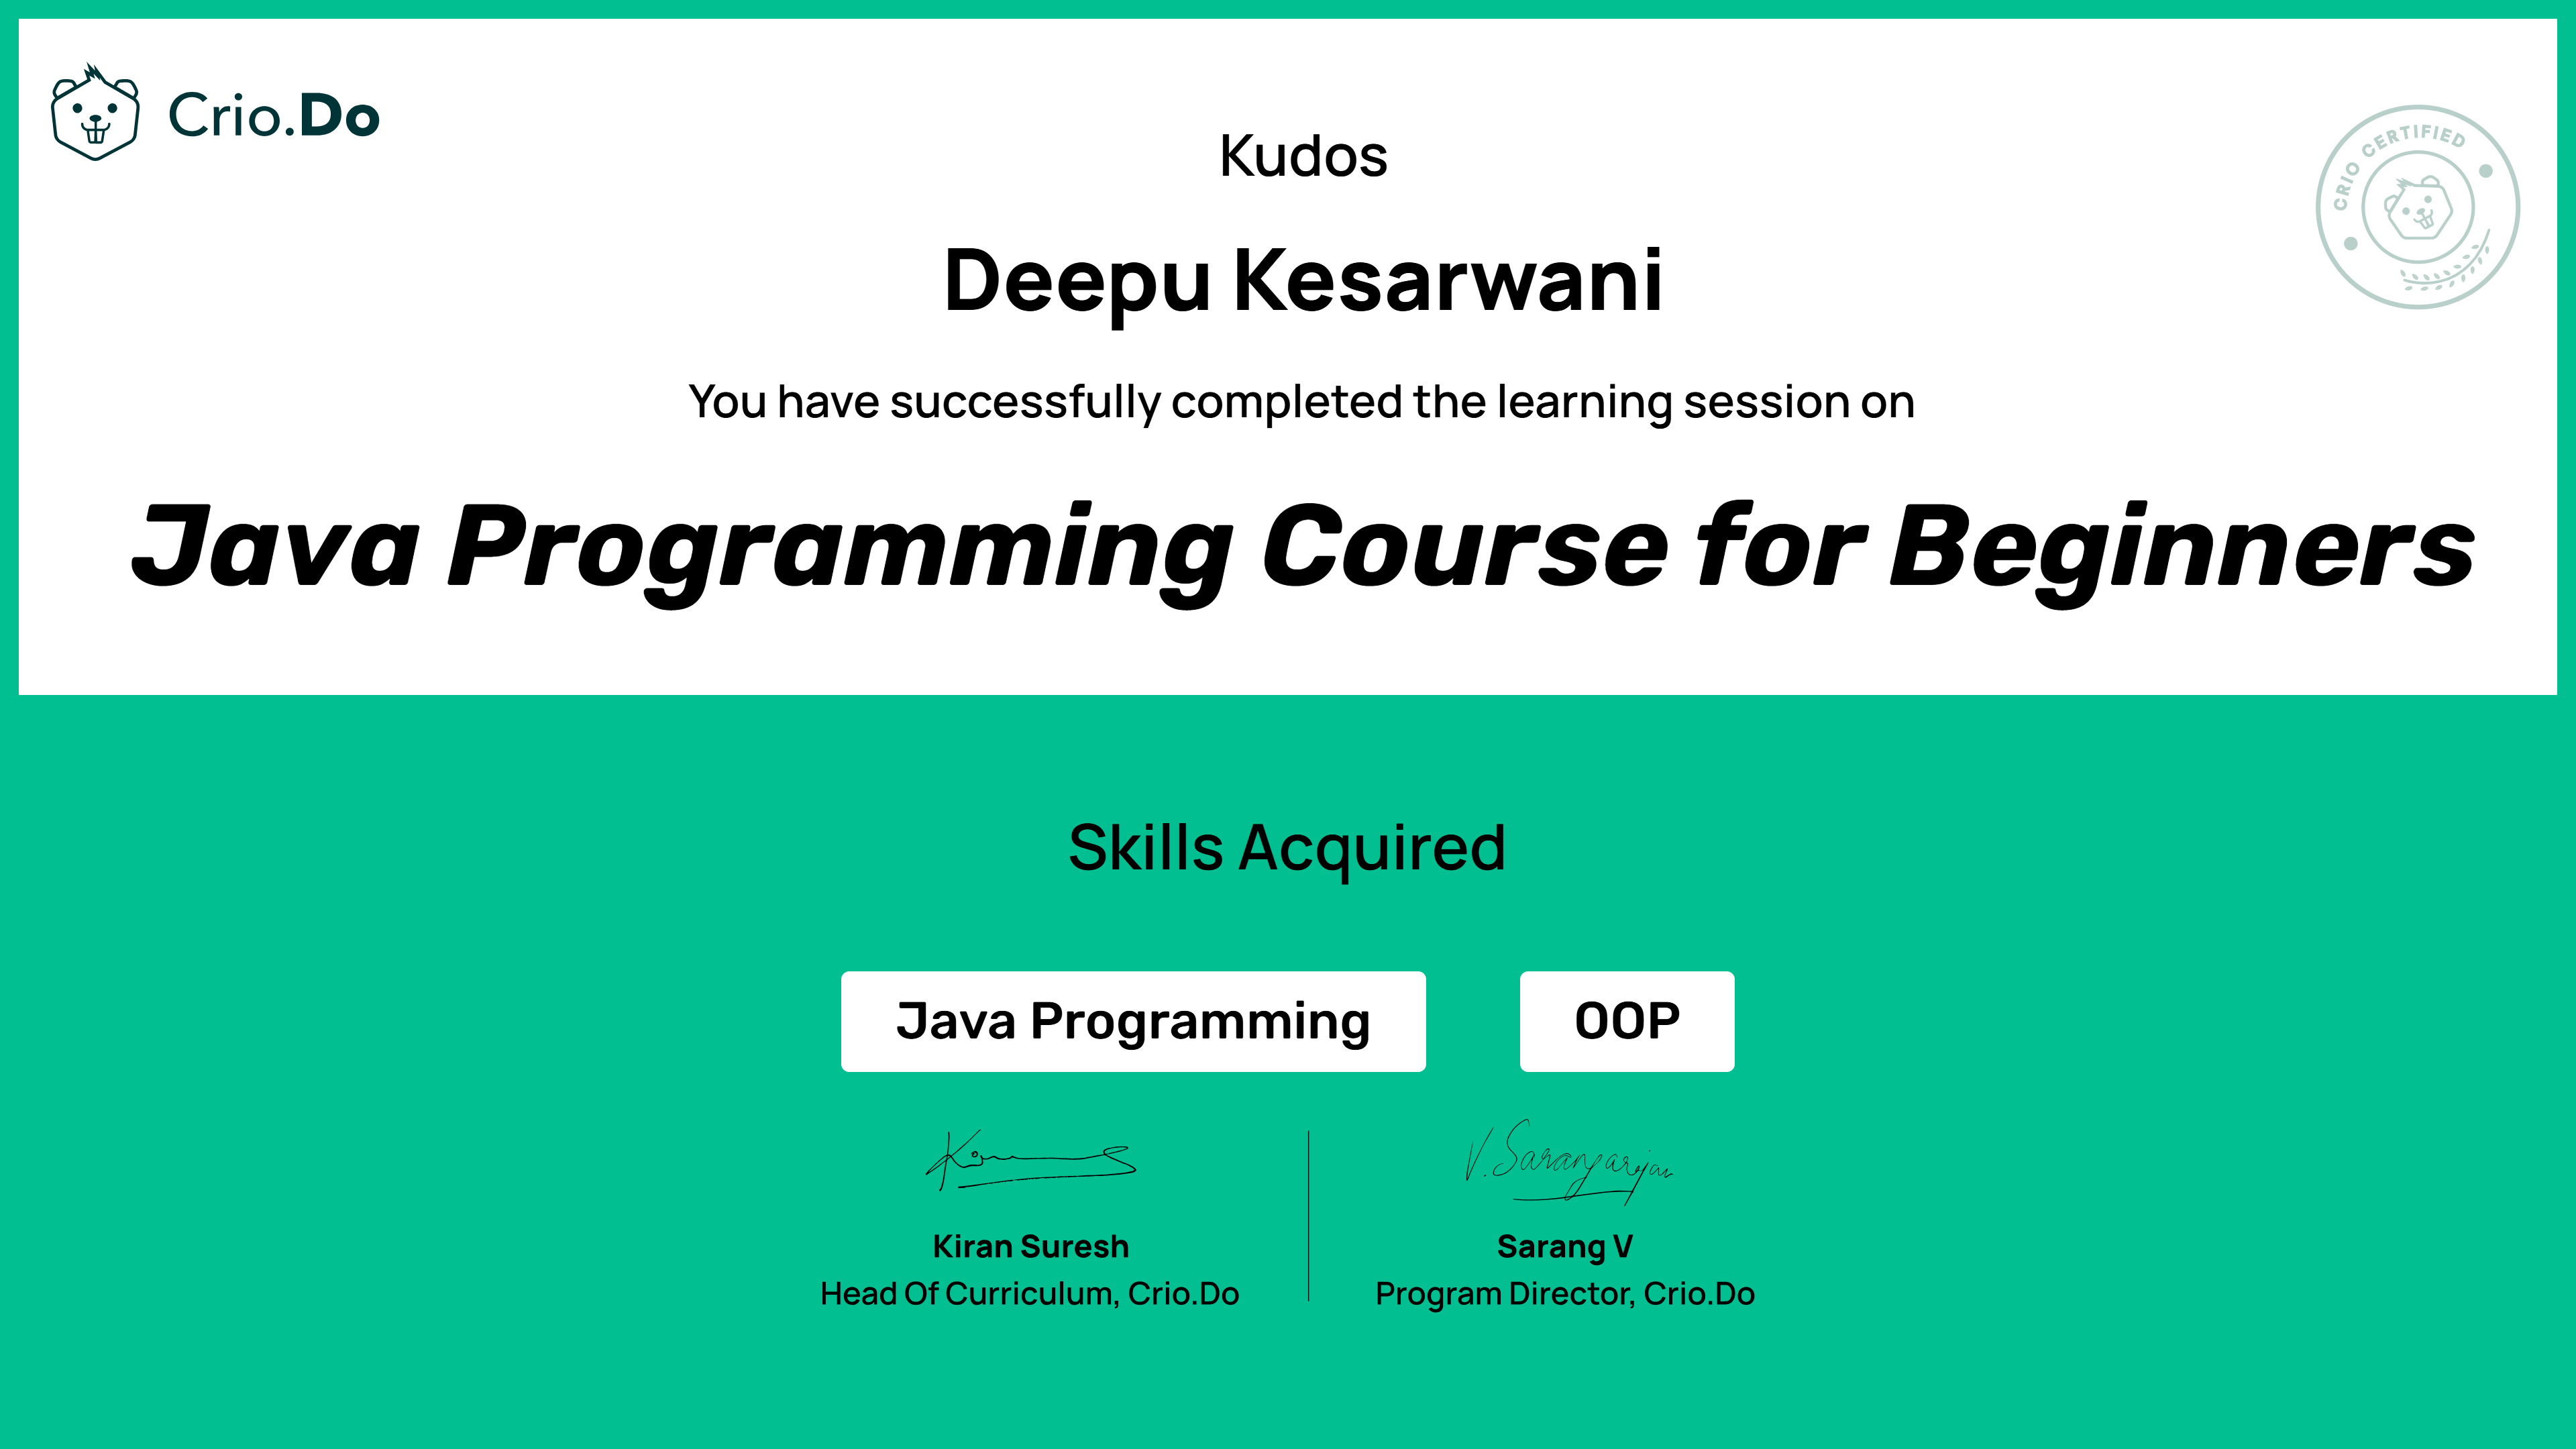 Crio.Do
CRIO CERTIFIED
Kudos
Deepu Kesarwani
You have successfully completed the learning session on
Java Programming Course for Beginners
Skills Acquired
Java Programming
OOP
V. Sarangarajan
Kiran Suresh
Head Of Curriculum, Crio.Do
Sarang V
Program Director, Crio.Do